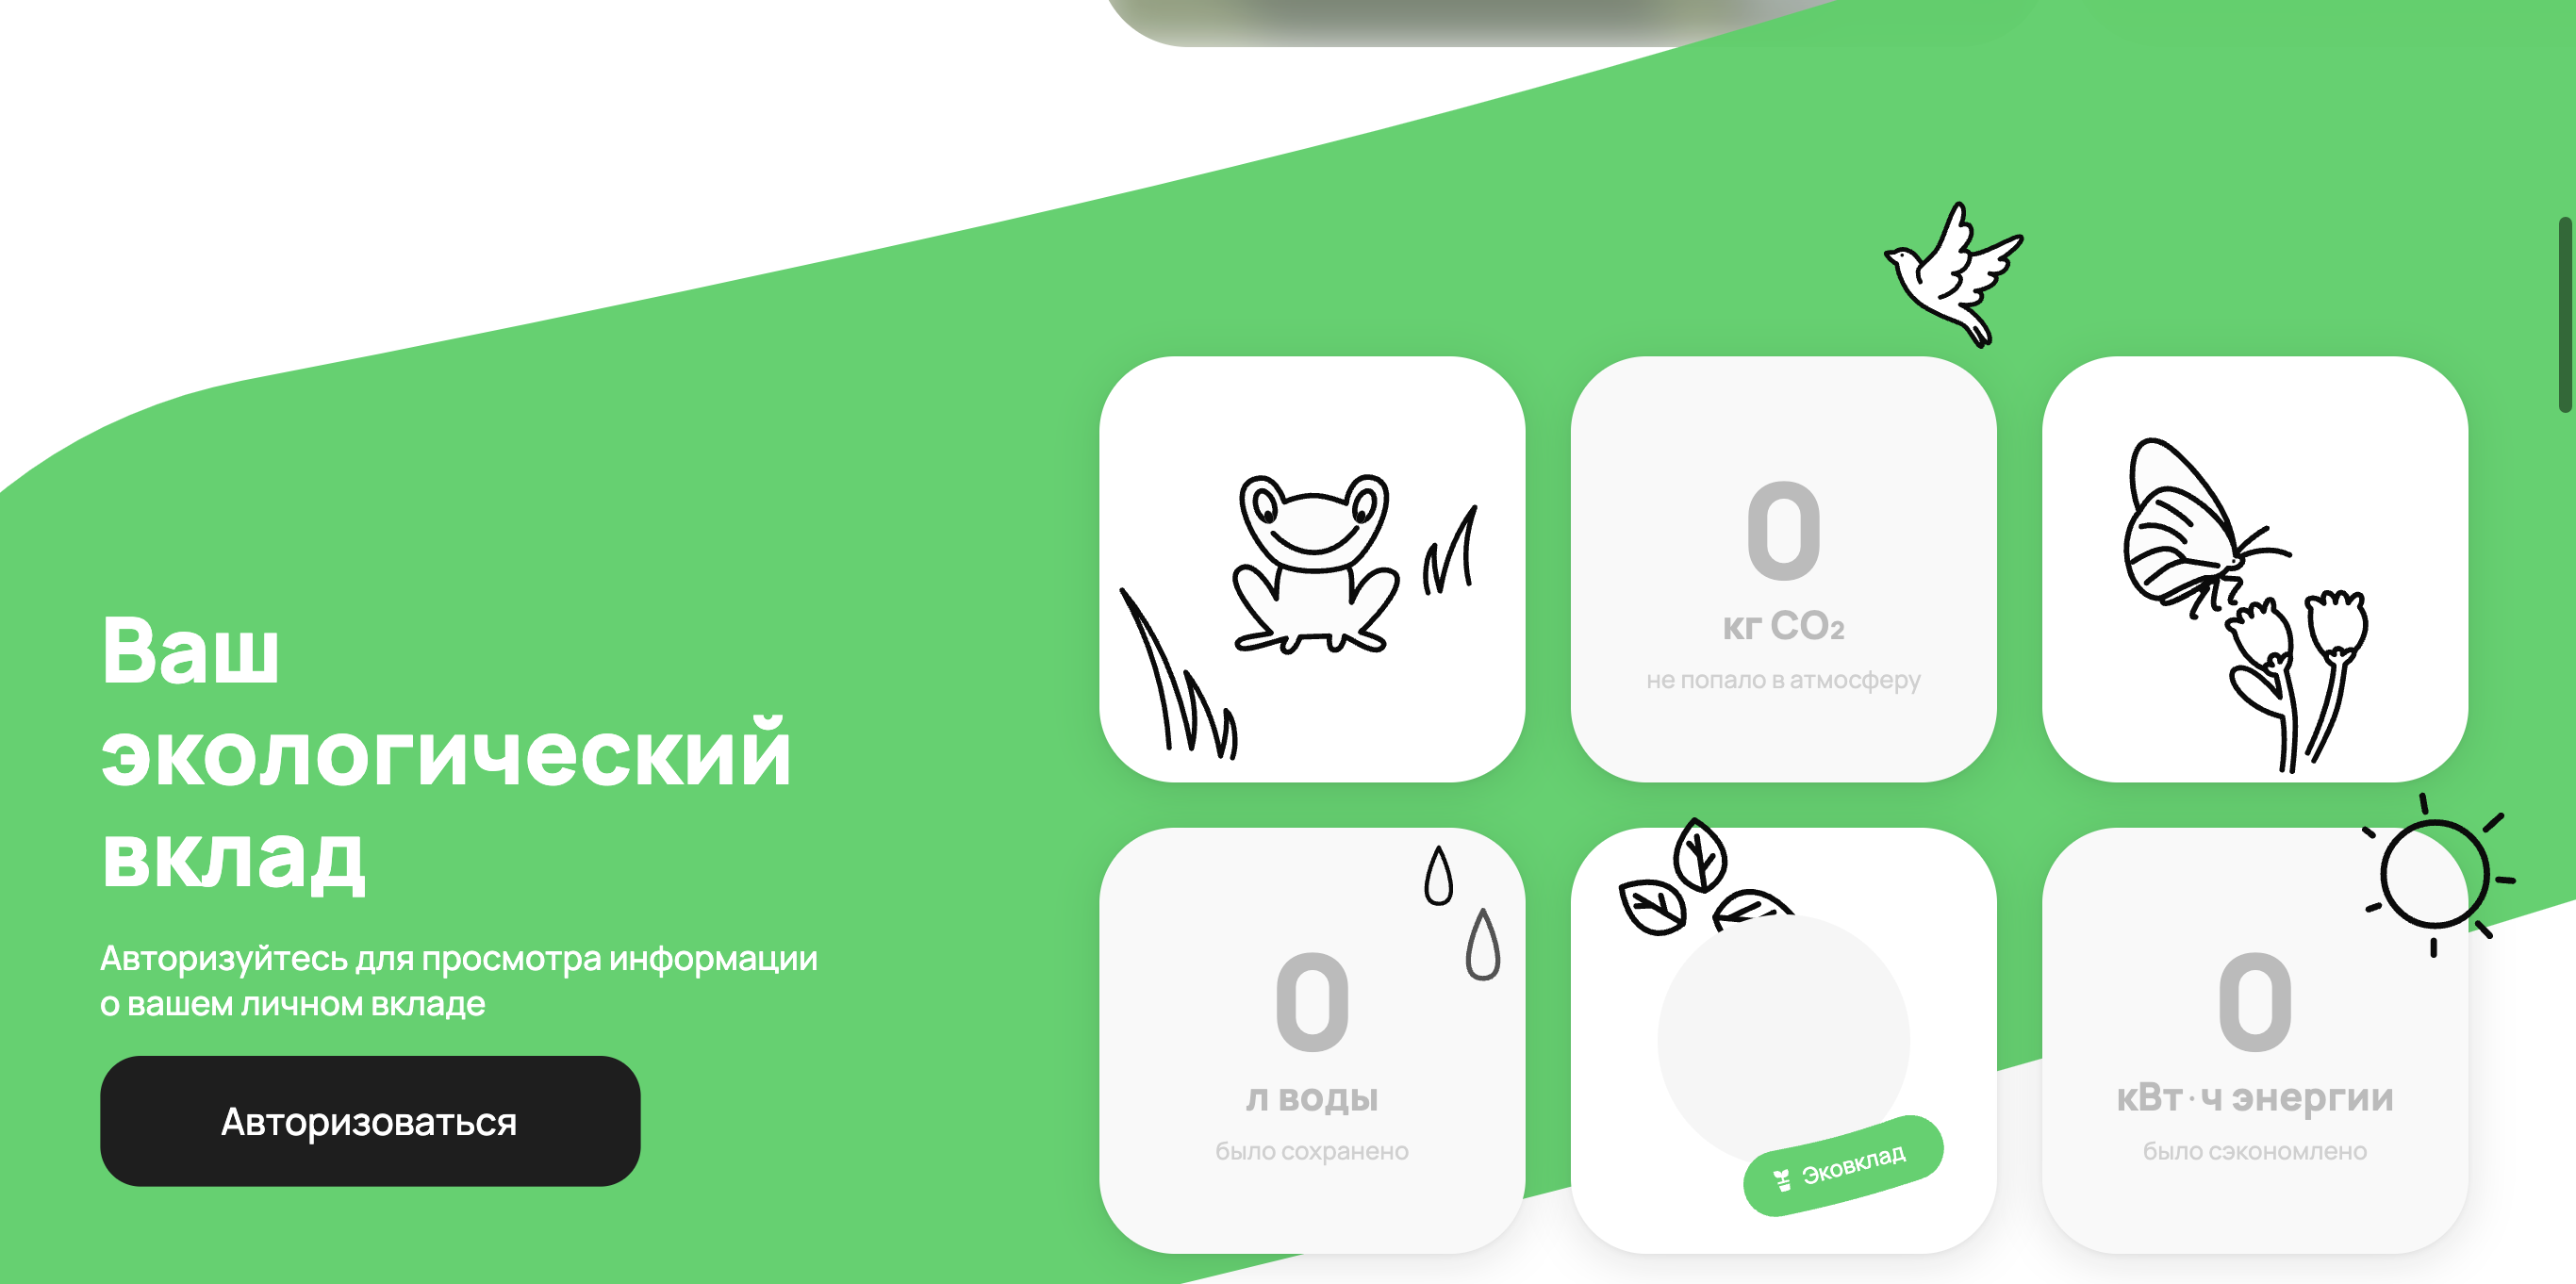 Ваш
экологический
вклад
Авторизуйтесь для просмотра информации
о вашем личном вкладе
Авторизоваться
0
кг CO₂
не попало в атмосферу
0
л воды
было сохранено
Эковклад
0
кВт·ч энергии
было сэкономлено